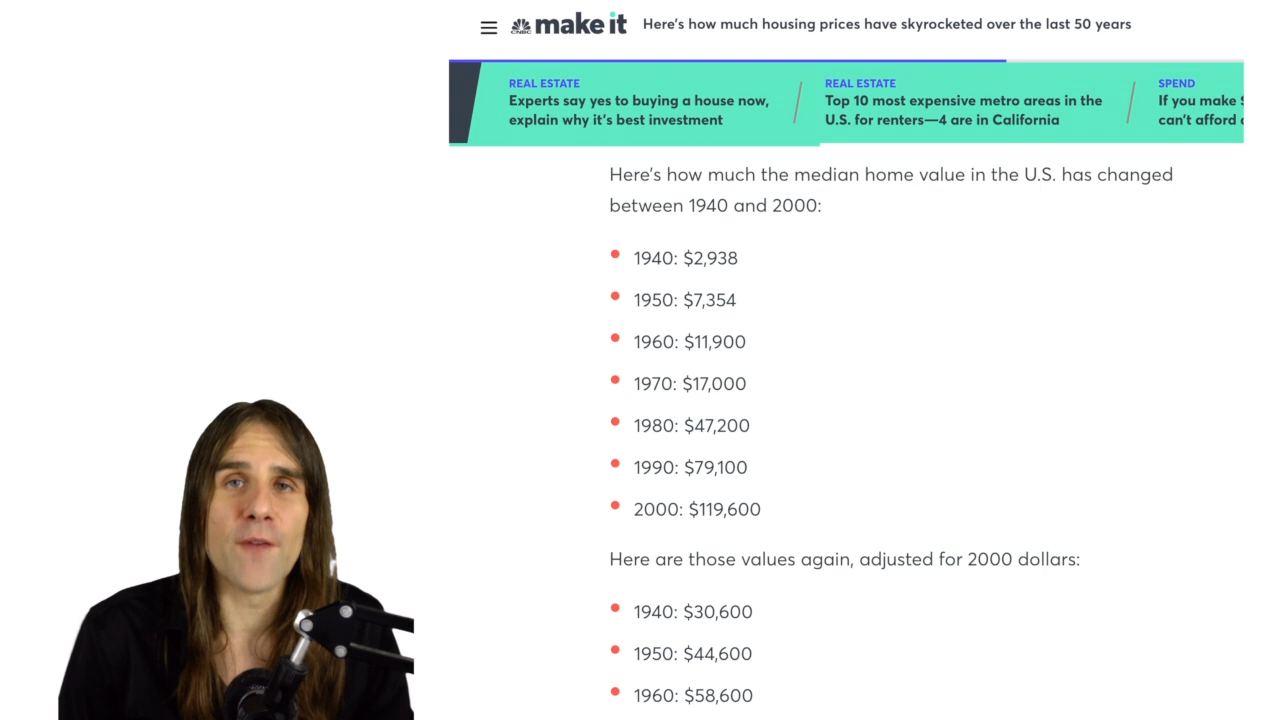 CNBC make it Here's how much housing prices have skyrocketed over the last 50 years
REAL ESTATE
Experts say yes to buying a house now,
explain why it's best investment
REAL ESTATE
Top 10 most expensive metro areas in the
U.S. for renters—4 are in California
SPEND
If you make
can't afford
Here's how much the median home value in the U.S. has changed
between 1940 and 2000:
1940: $2,938
1950: $7,354
1960: $11,900
1970: $17,000
1980: $47,200
1990: $79,100
2000: $119,600
Here are those values again, adjusted for 2000 dollars:
1940: $30,600
1950: $44,600
1960: $58,600